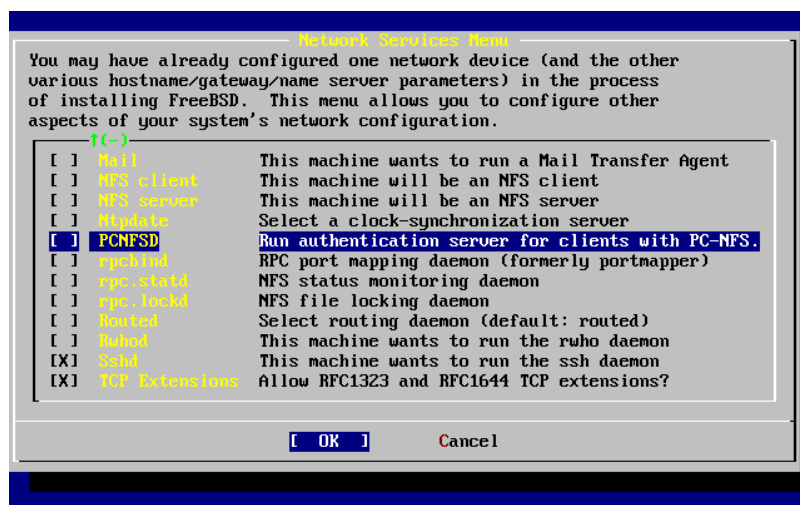 Network Services Menu
You may have already configured one network device (and the other
various hostname/gateway/name server parameters) in the process
of installing FreeBSD.  This menu allows you to configure other
aspects of your system's network configuration.
↑(-)
[ ] Mail This machine wants to run a Mail Transfer Agent
[ ] NFS client This machine will be an NFS client
[ ] NFS server This machine will be an NFS server
[ ] Ntpdate Select a clock-synchronization server
[ ] PCNFSD Run authentication server for clients with PC-NFS.
[ ] rpcbind RPC port mapping daemon (formerly portmapper)
[ ] rpc.statd NFS status monitoring daemon
[ ] rpc.lockd NFS file locking daemon
[ ] Routed Select routing daemon (default: routed)
[ ] Rwhod This machine wants to run the rwho daemon
[X] Sshd This machine wants to run the ssh daemon
[X] TCP Extensions Allow RFC1323 and RFC1644 TCP extensions?
[ OK ] Cancel